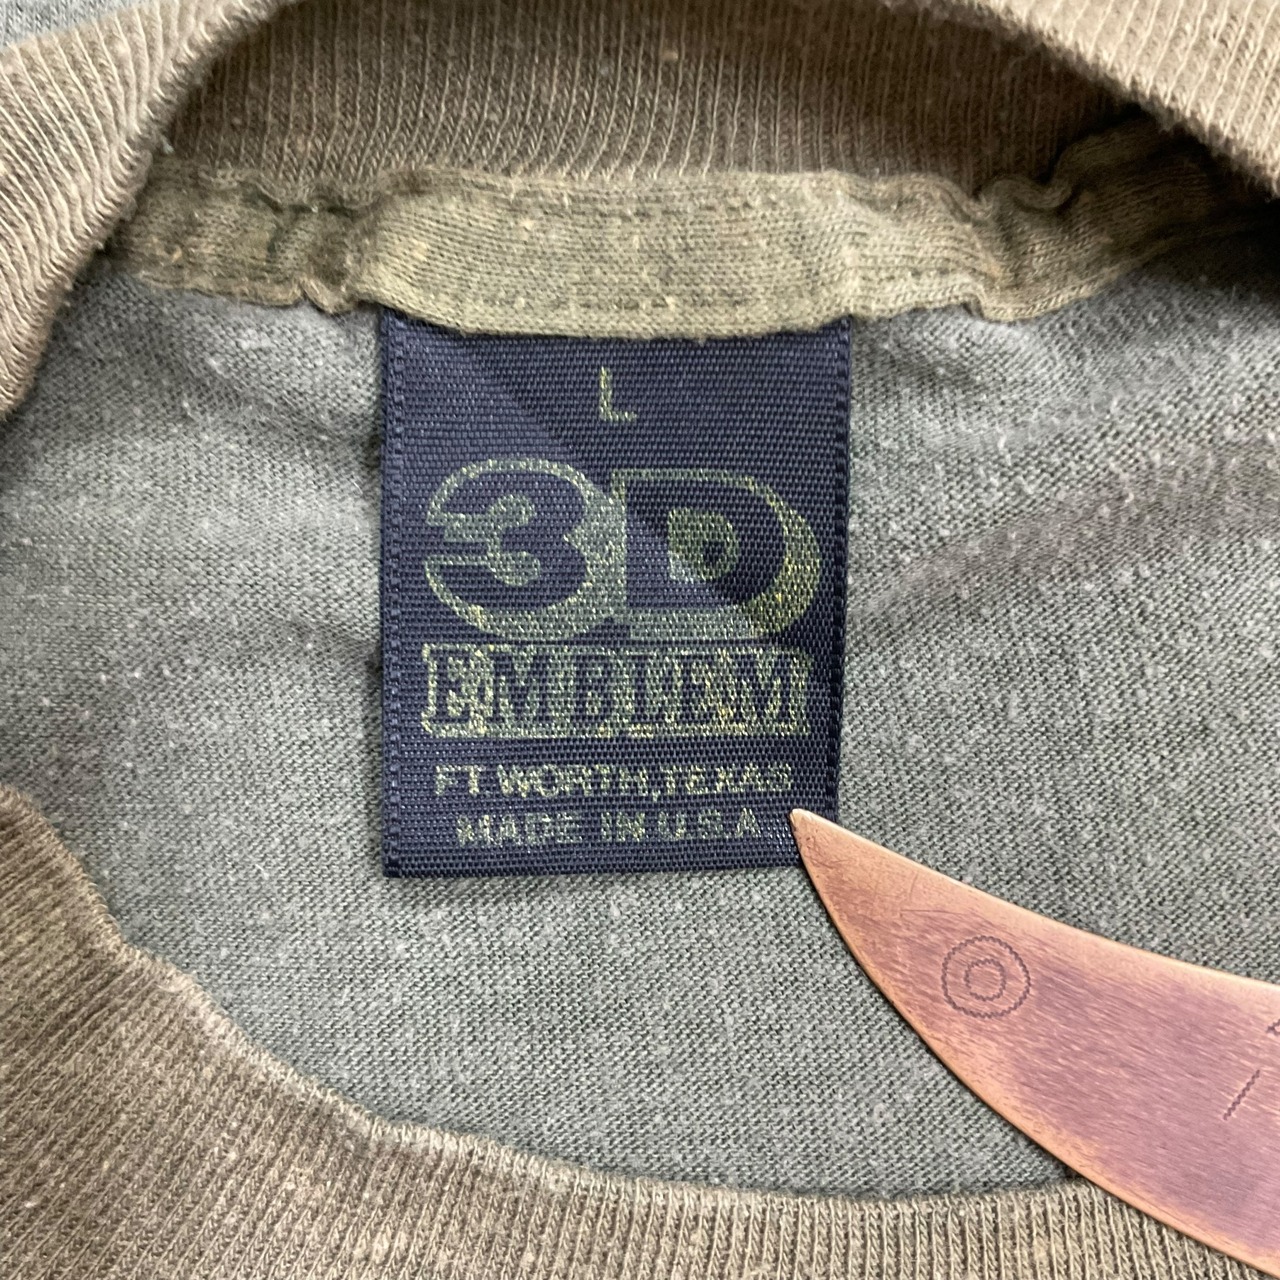 L
3D
EMBLEM
FT WORTH, TEXAS
MADE IN U.S.A